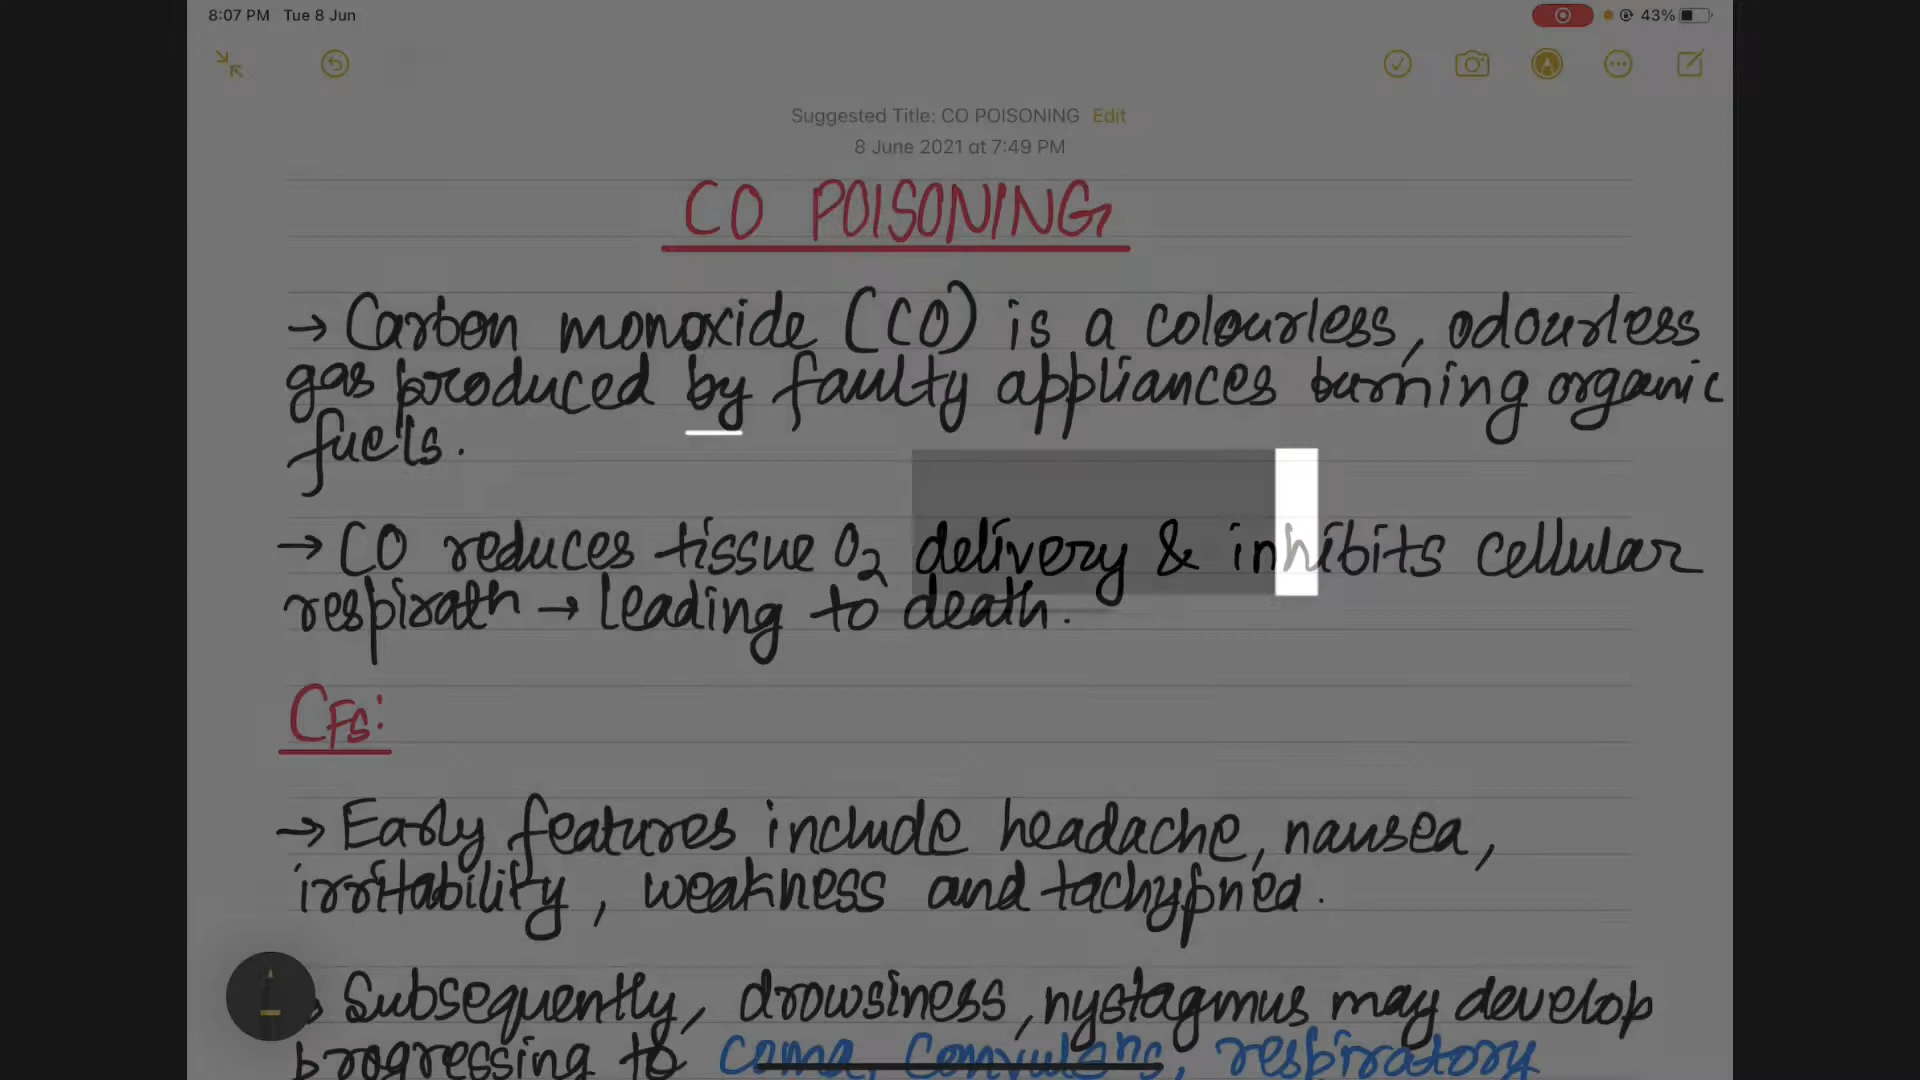 8:07 PM Tue 8 Jun
43%
Suggested Title: CO POISONING Edit
8 June 2021 at 7:49 PM
CO POISONING
→ Carbon monoxide (CO) is a colourless, odourless
gas produced by faulty appliances burning organic
fuels.
→ CO reduces tissue O₂ delivery & inhibits cellular
respiratn → leading to death.
CFs:
→ Early features include headache, nausea,
irritability, weakness and tachypnea.
Subsequently, drowsiness, nystagmus may develop
progressing to coma, convulsns, respiratory